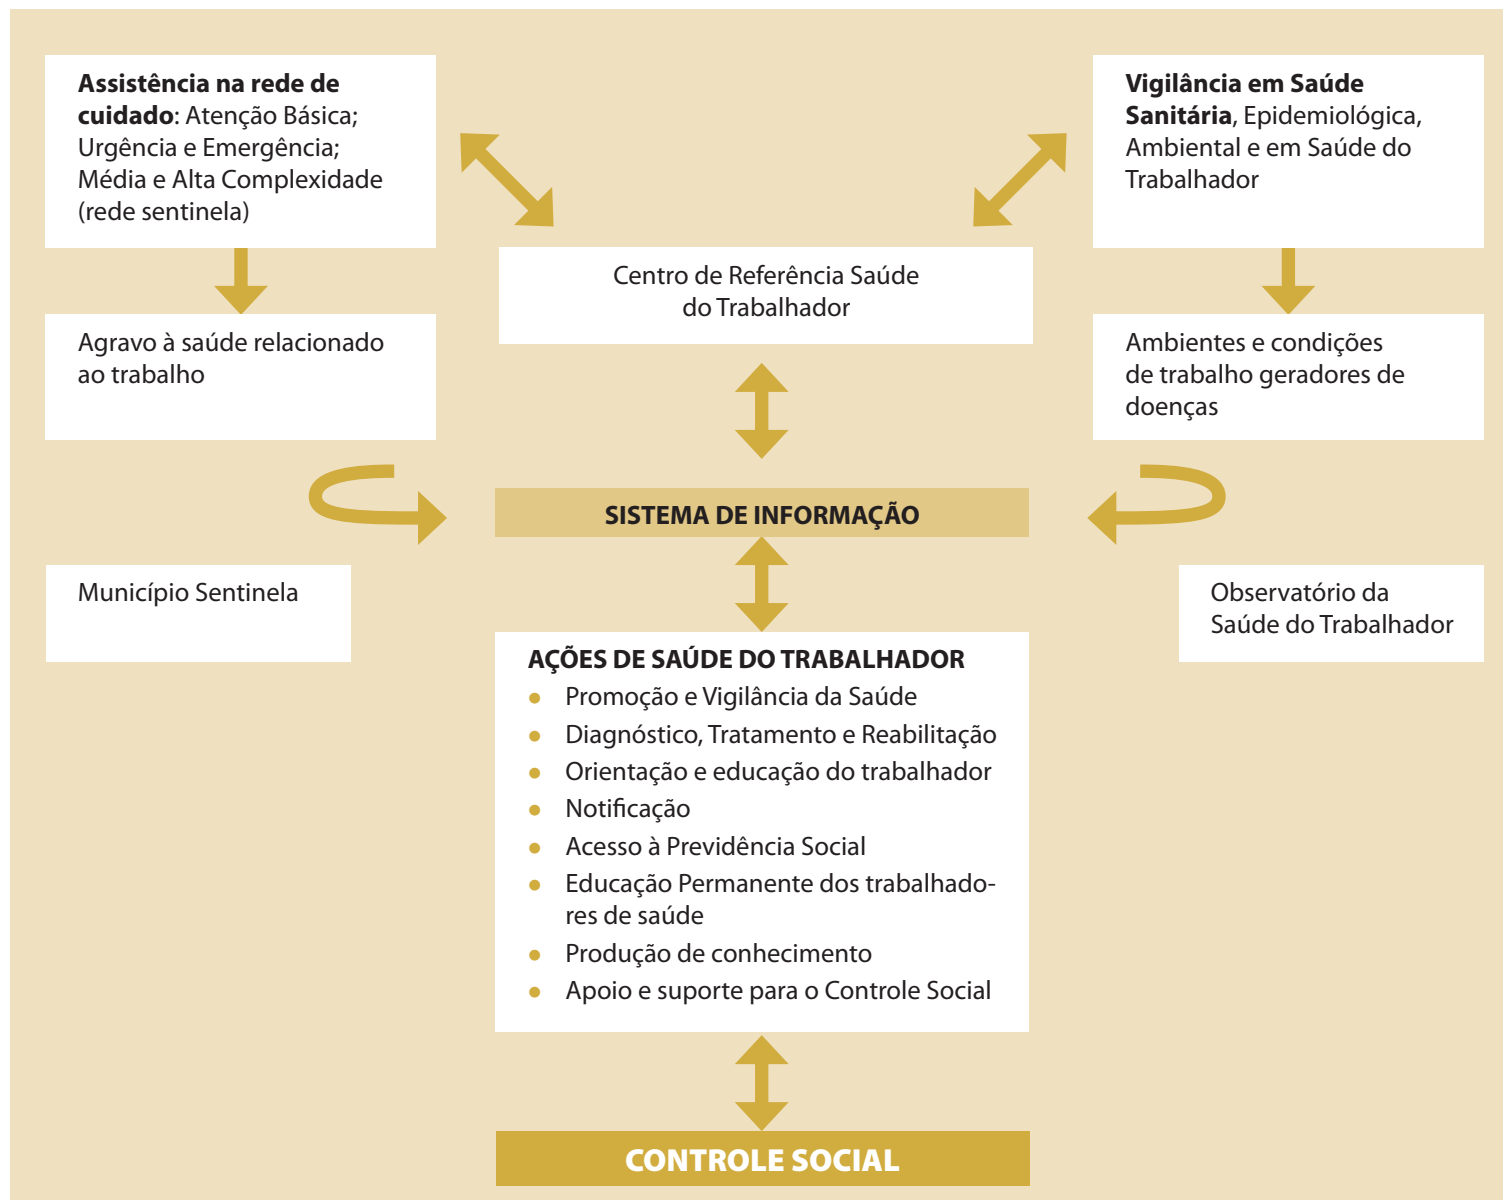 Assistência na rede de
cuidado: Atenção Básica;
Urgência e Emergência;
Média e Alta Complexidade
(rede sentinela)
Vigilância em Saúde
Sanitária, Epidemiológica,
Ambiental e em Saúde do
Trabalhador
Centro de Referência Saúde
do Trabalhador
Agravo à saúde relacionado
ao trabalho
Ambientes e condições
de trabalho geradores de
doenças
SISTEMA DE INFORMAÇÃO
Município Sentinela
Observatório da
Saúde do Trabalhador
AÇÕES DE SAÚDE DO TRABALHADOR
● Promoção e Vigilância da Saúde
● Diagnóstico, Tratamento e Reabilitação
● Orientação e educação do trabalhador
● Notificação
● Acesso à Previdência Social
● Educação Permanente dos trabalhado-
res de saúde
● Produção de conhecimento
● Apoio e suporte para o Controle Social
CONTROLE SOCIAL